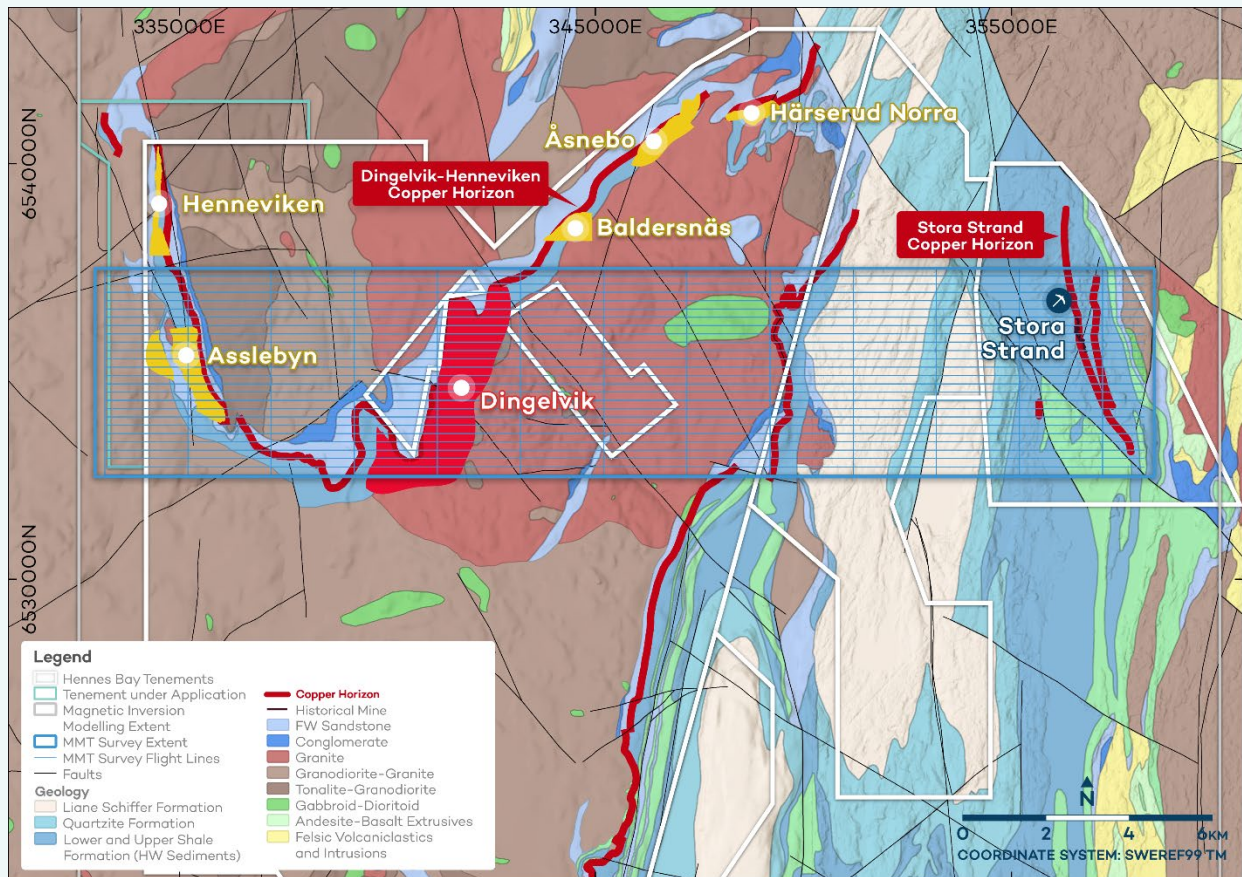 335000E
345000E
355000E
6540000N
6530000N
Härserud Norra
Åsnebo
Dingelvik-Henneviken
Copper Horizon
Henneviken
Baldersnäs
Stora Strand
Copper Horizon
Stora
Strand
Asslebyn
Dingelvik
Legend
Hennes Bay Tenements
Tenement under Application
Magnetic Inversion
Modelling Extent
MMT Survey Extent
MMT Survey Flight Lines
Faults
Geology
Liane Schiffer Formation
Quartzite Formation
Lower and Upper Shale
Formation (HW Sediments)
Copper Horizon
Historical Mine
FW Sandstone
Conglomerate
Granite
Granodiorite-Granite
Tonalite-Granodiorite
Gabbroid-Dioritoid
Andesite-Basalt Extrusives
Felsic Volcaniclastics
and Intrusions
N
0 2 4 6KM
COORDINATE SYSTEM: SWEREF99 TM